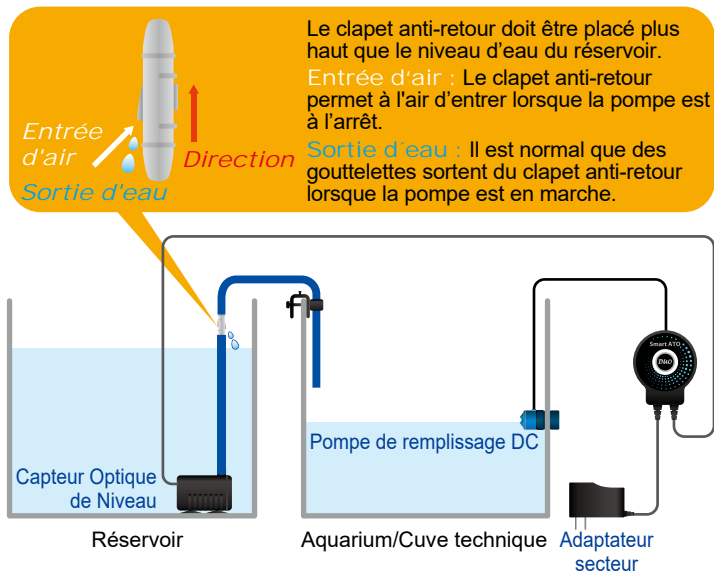 Le clapet anti-retour doit être placé plus
haut que le niveau d'eau du réservoir.
Entrée d'air : Le clapet anti-retour
permet à l'air d'entrer lorsque la pompe est
à l'arrêt.
Sortie d'eau : Il est normal que des
gouttelettes sortent du clapet anti-retour
lorsque la pompe est en marche.
Entrée
d'air
Direction
Sortie d'eau
Smart ATO
Duo
Pompe de remplissage DC
Capteur Optique
de Niveau
Réservoir
Aquarium/Cuve technique
Adaptateur
secteur